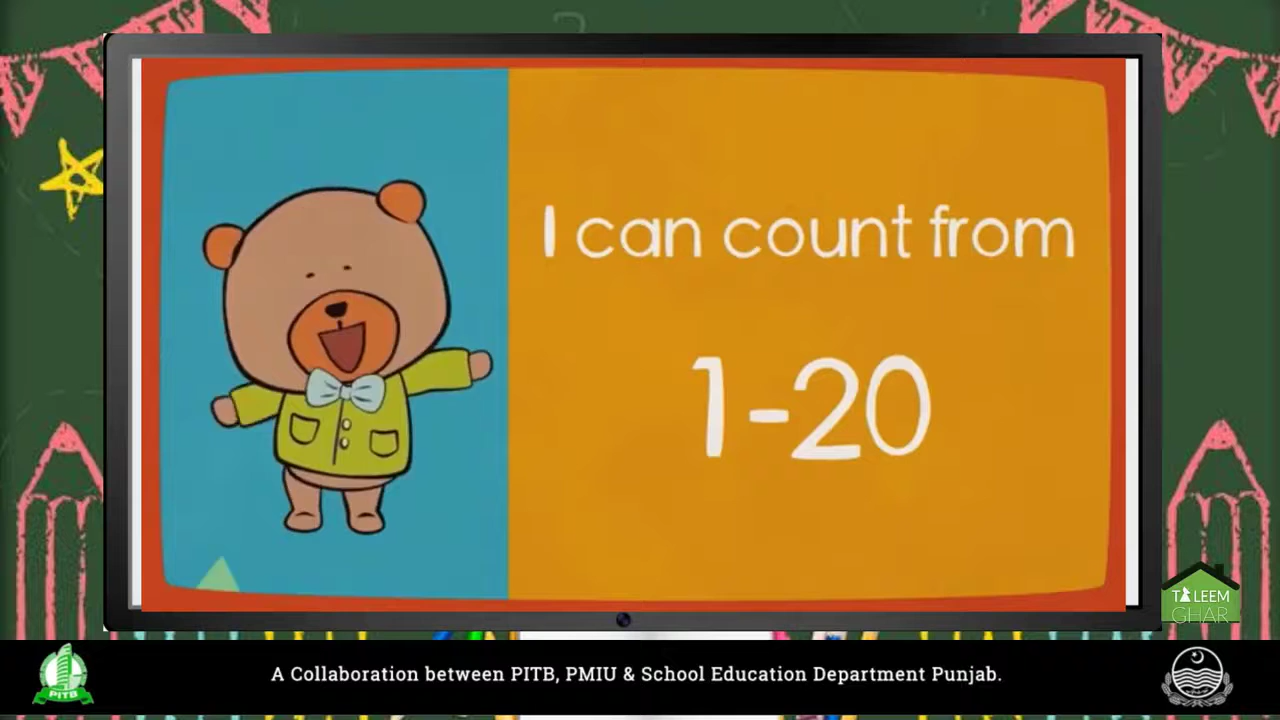 I can count from
1-20
TALEEM
GHAR
A Collaboration between PITB, PMIU & School Education Department Punjab.
PITB